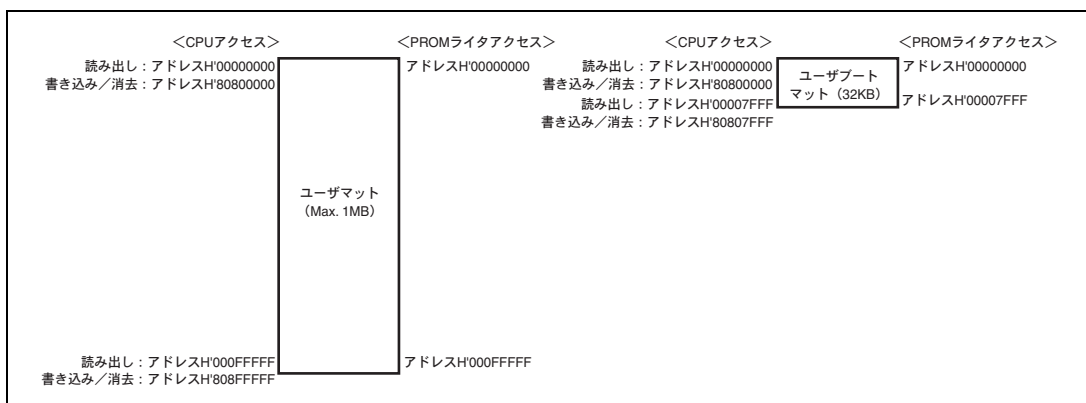 <CPUアクセス>
読み出し：アドレスH'00000000
書き込み／消去：アドレスH'80800000
<PROMライタアクセス>
アドレスH'00000000
ユーザマット
（Max. 1MB）
読み出し：アドレスH'000FFFFF
書き込み／消去：アドレスH'808FFFFF
アドレスH'000FFFFF
<CPUアクセス>
読み出し：アドレスH'00000000
書き込み／消去：アドレスH'80800000
読み出し：アドレスH'00007FFF
書き込み／消去：アドレスH'80807FFF
ユーザブート
マット（32KB）
<PROMライタアクセス>
アドレスH'00000000
アドレスH'00007FFF